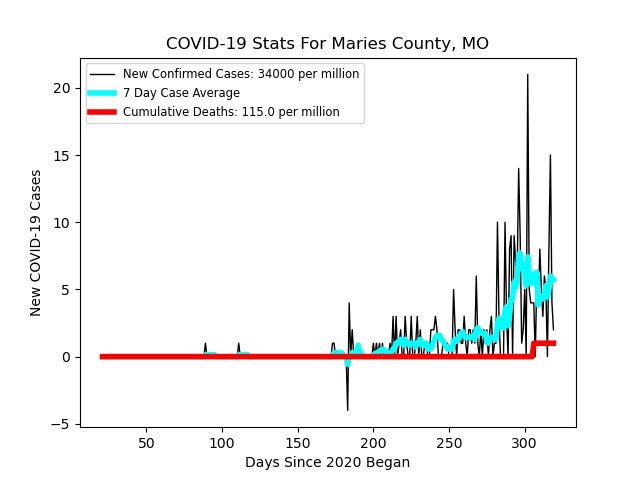 COVID-19 Stats For Maries County, MO
New Confirmed Cases: 34000 per million
7 Day Case Average
Cumulative Deaths: 115.0 per million
New COVID-19 Cases
20
15
10
5
0
−5
50 100 150 200 250 300
Days Since 2020 Began